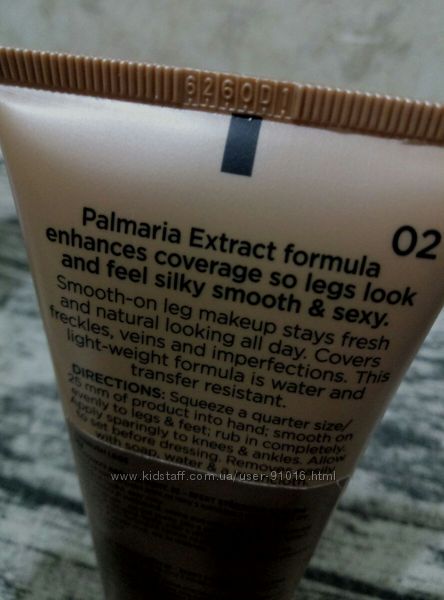 6260D1
Palmaria Extract formula
02
enhances coverage so legs look
and feel silky smooth & sexy.
Smooth-on leg makeup stays fresh
and natural looking all day. Covers
freckles, veins and imperfections. This
light-weight formula is water and
transfer resistant.
DIRECTIONS: Squeeze a quarter size/
25 mm of product into hand; smooth on
evenly to legs & feet; rub in completely.
Apply sparingly to knees & ankles. Allow
to set before dressing. Remove
with soap, water &
www.kidstaff.com.ua/user-91016.html